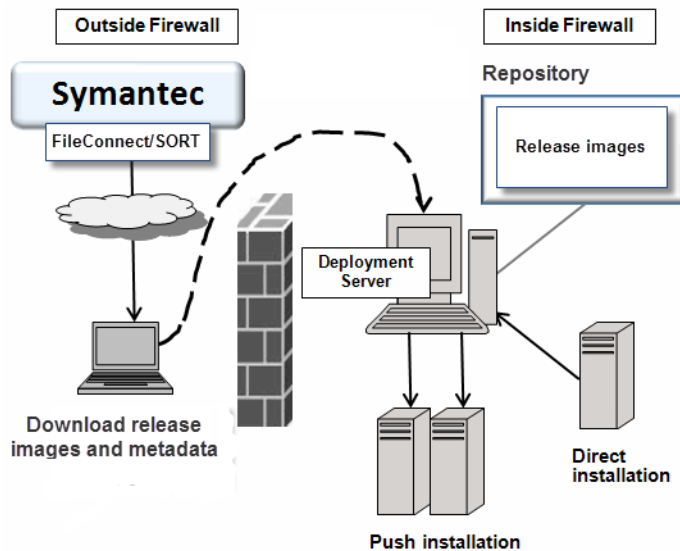 Outside Firewall
Inside Firewall
Symantec
FileConnect/SORT
Repository
Release images
Deployment
Server
Download release
images and metadata
Direct
installation
Push installation